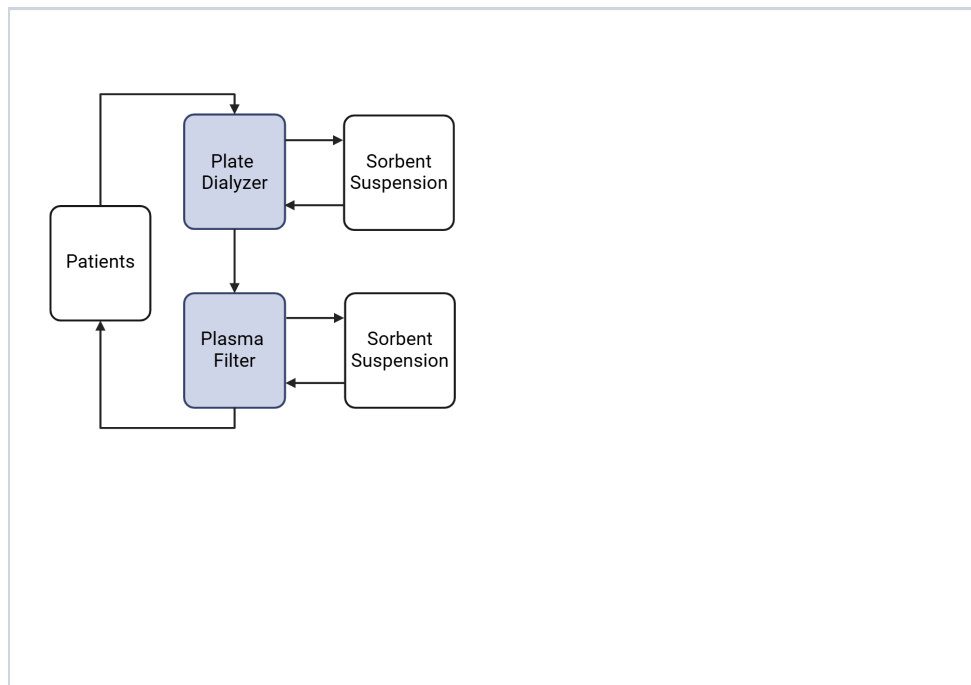 Plate
Dialyzer
Sorbent
Suspension
Patients
Plasma
Filter
Sorbent
Suspension